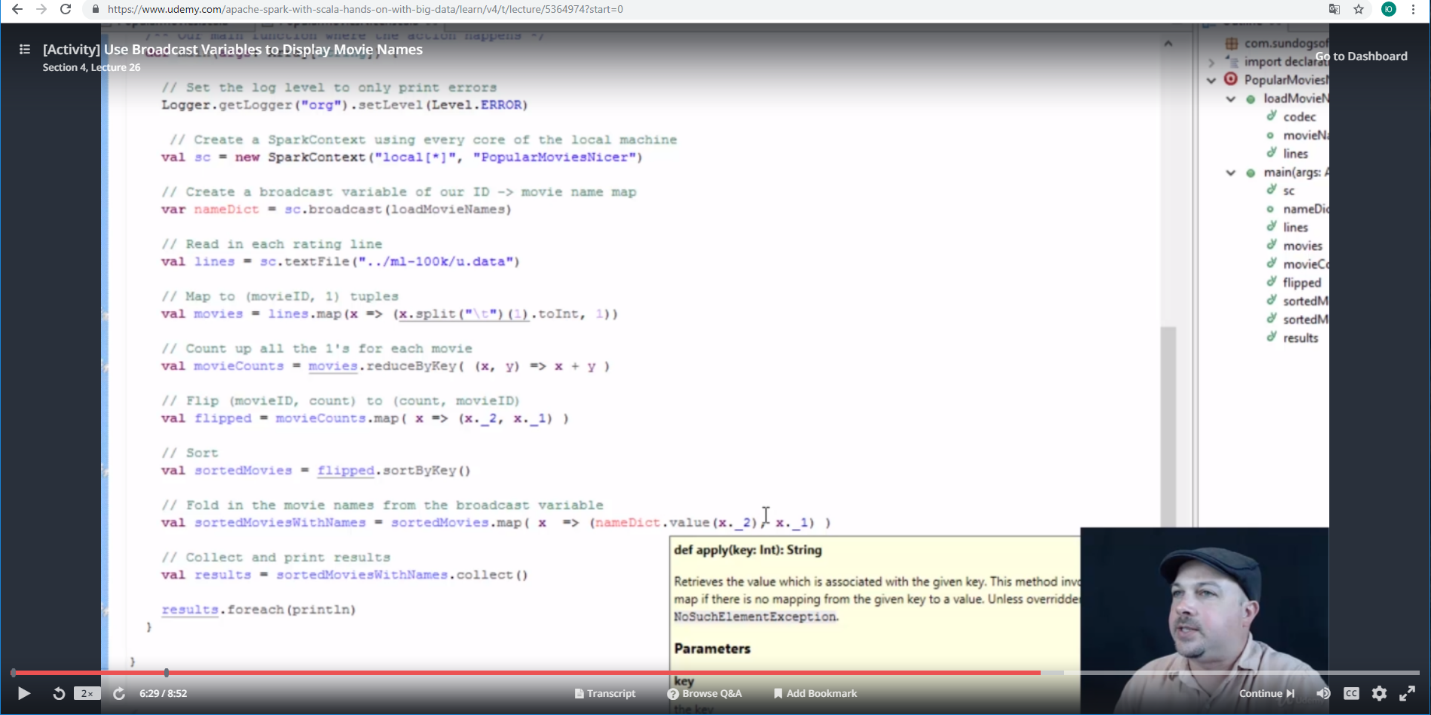 https://www.udemy.com/apache-spark-with-scala-hands-on-with-big-data/learn/v4/t/lecture/5364974?start=0
[Activity] Use Broadcast Variables to Display Movie Names
Section 4, Lecture 26
Go to Dashboard
/** Our main function where the action happens */
// Set the log level to only print errors
Logger.getLogger("org").setLevel(Level.ERROR)
// Create a SparkContext using every core of the local machine
val sc = new SparkContext("local[*]", "PopularMoviesNicer")
// Create a broadcast variable of our ID -> movie name map
var nameDict = sc.broadcast(loadMovieNames)
// Read in each rating line
val lines = sc.textFile("../ml-100k/u.data")
// Map to (movieID, 1) tuples
val movies = lines.map(x => (x.split("\t")(1).toInt, 1))
// Count up all the 1's for each movie
val movieCounts = movies.reduceByKey( (x, y) => x + y )
// Flip (movieID, count) to (count, movieID)
val flipped = movieCounts.map( x => (x._2, x._1) )
// Sort
val sortedMovies = flipped.sortByKey()
// Fold in the movie names from the broadcast variable
val sortedMoviesWithNames = sortedMovies.map( x  => (nameDict.value(x._2), x._1) )
// Collect and print results
val results = sortedMoviesWithNames.collect()
results.foreach(println)
}
}
def apply(key: Int): String
Retrieves the value which is associated with the given key. This method invo
map if there is no mapping from the given key to a value. Unless overridden
NoSuchElementException.
Parameters
key
the key
com.sundogsof
import declarat
PopularMoviesN
loadMovieN
codec
movieNa
lines
main(args: A
sc
nameDic
lines
movies
movieCo
flipped
sortedM
sortedM
results
2×
6:29 / 8:52
Transcript
Browse Q&A
Add Bookmark
Continue
CC